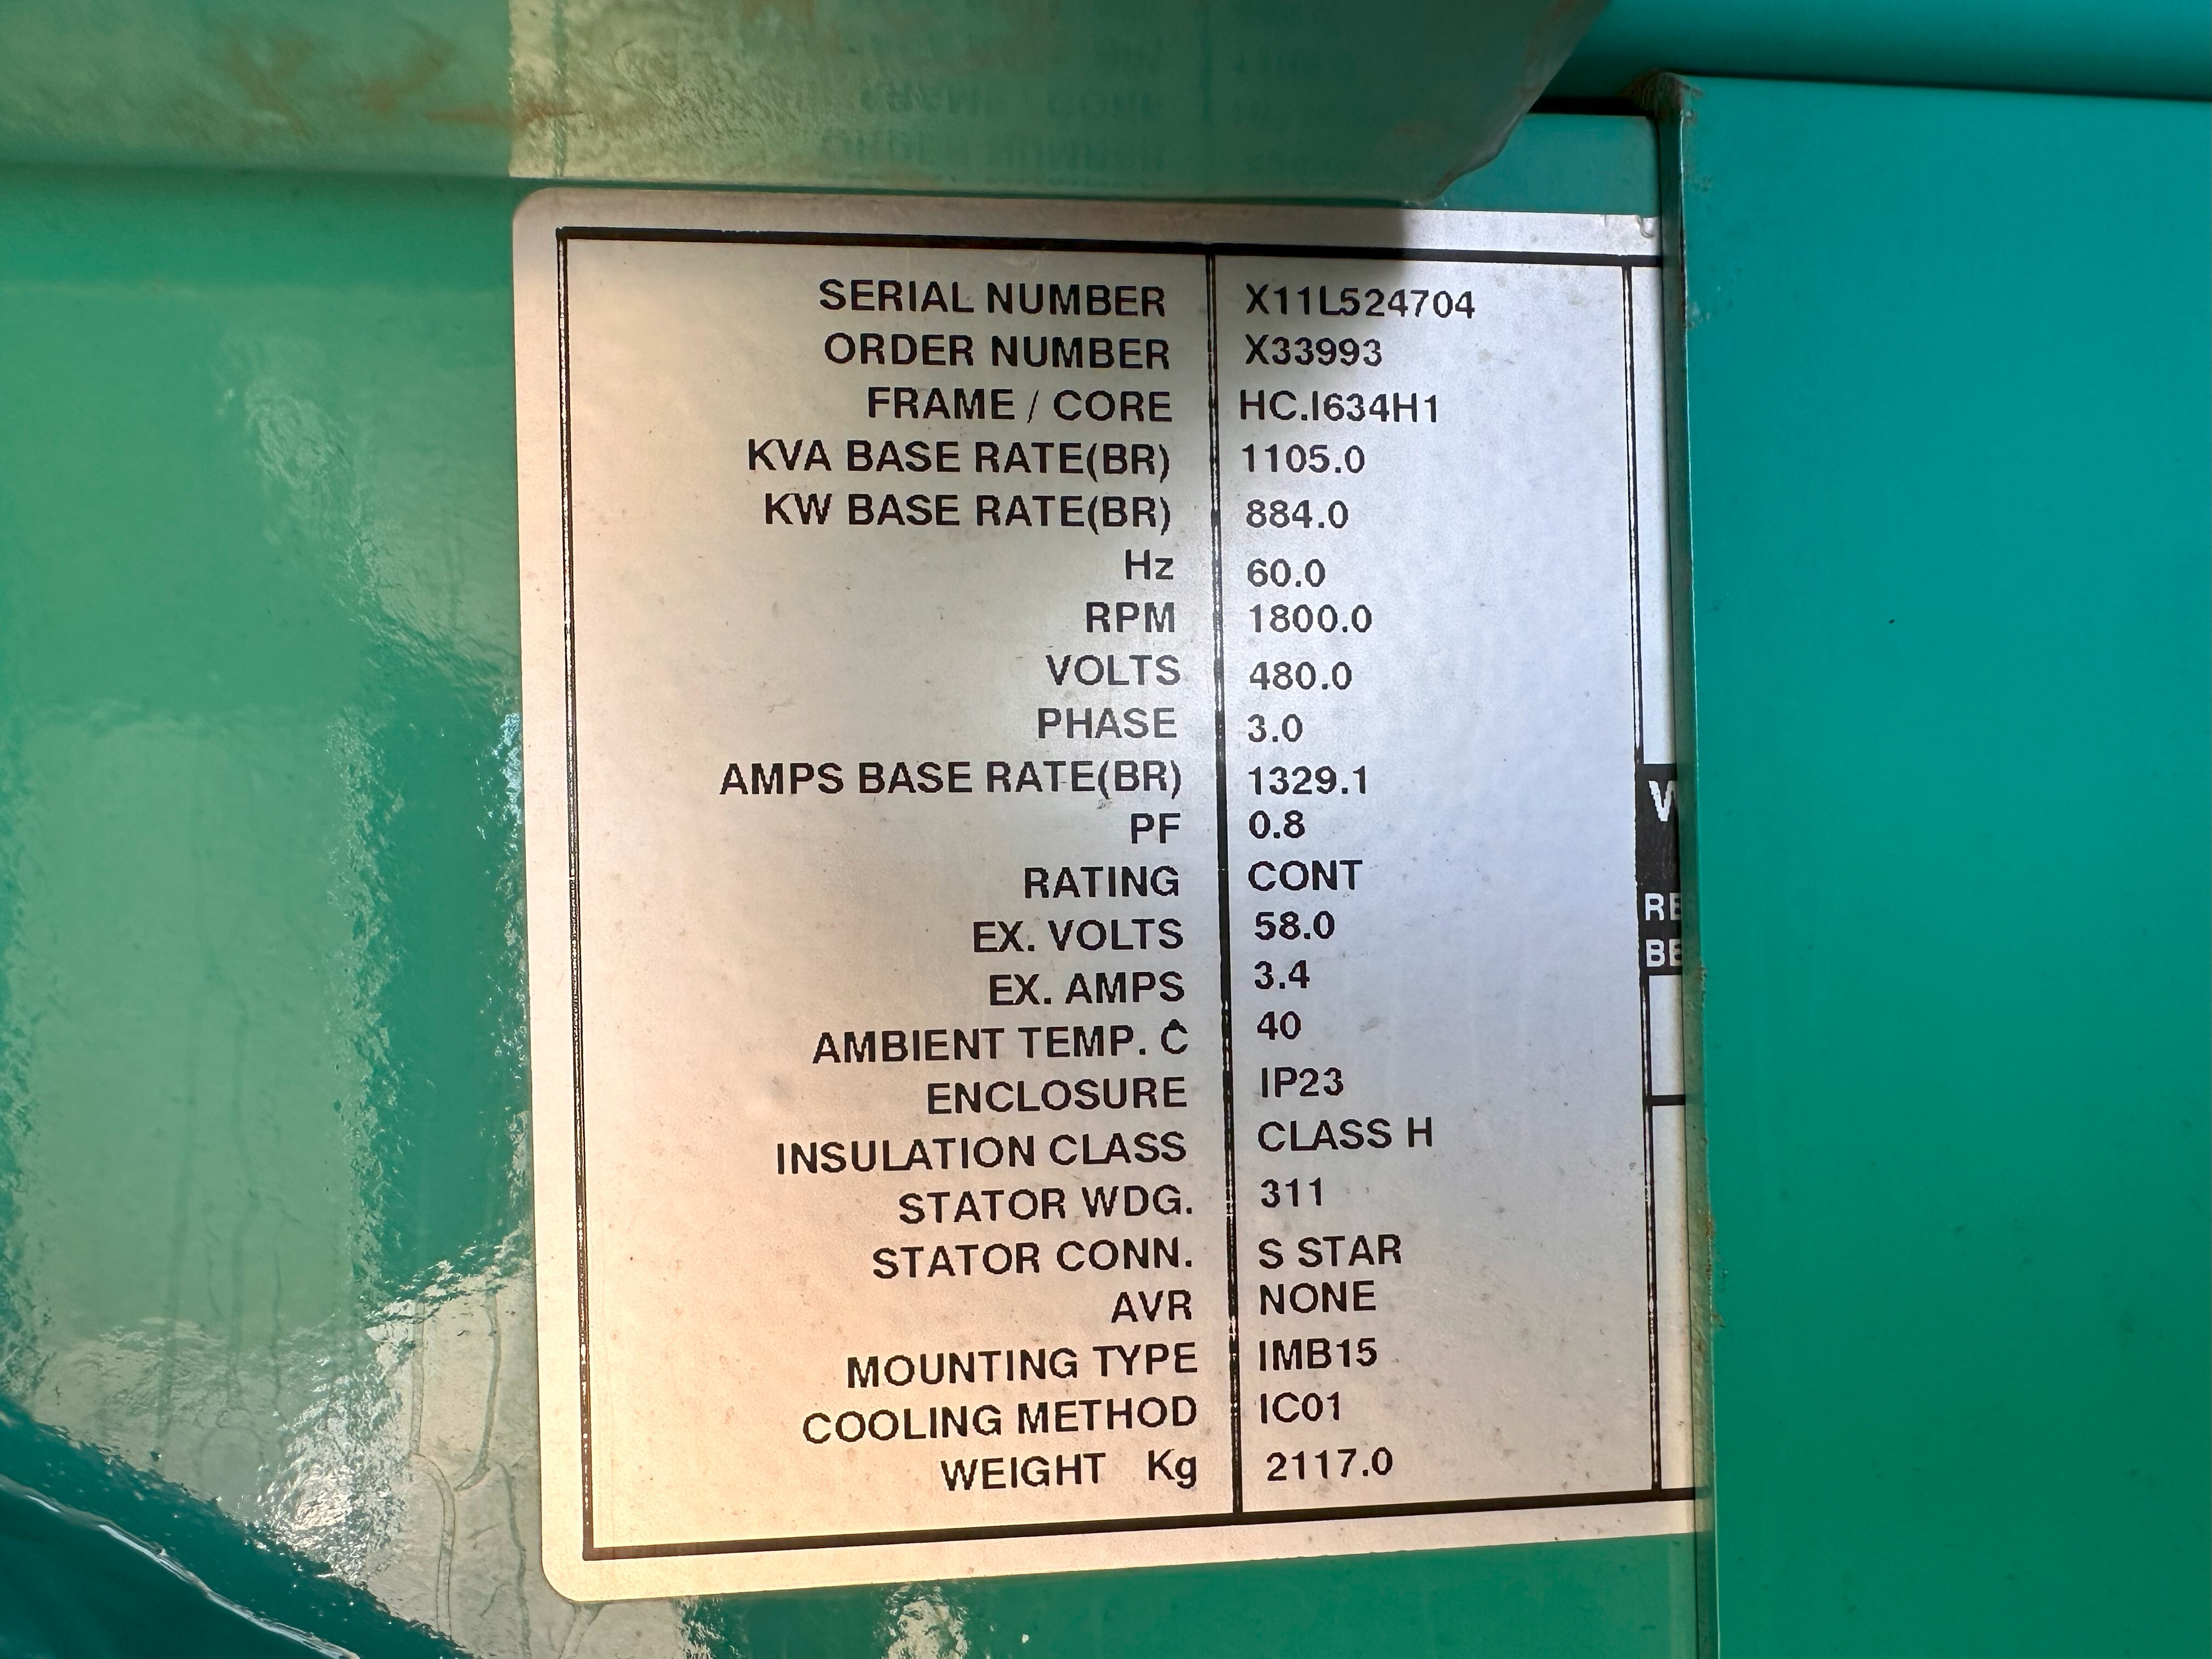 SERIAL NUMBER X11L524704
ORDER NUMBER X33993
FRAME / CORE HC.I634H1
KVA BASE RATE(BR) 1105.0
KW BASE RATE(BR) 884.0
Hz 60.0
RPM 1800.0
VOLTS 480.0
PHASE 3.0
AMPS BASE RATE(BR) 1329.1
PF 0.8
RATING CONT
EX. VOLTS 58.0
EX. AMPS 3.4
AMBIENT TEMP. C 40
ENCLOSURE IP23
INSULATION CLASS CLASS H
STATOR WDG. 311
STATOR CONN. S STAR
AVR NONE
MOUNTING TYPE IMB15
COOLING METHOD IC01
WEIGHT Kg 2117.0